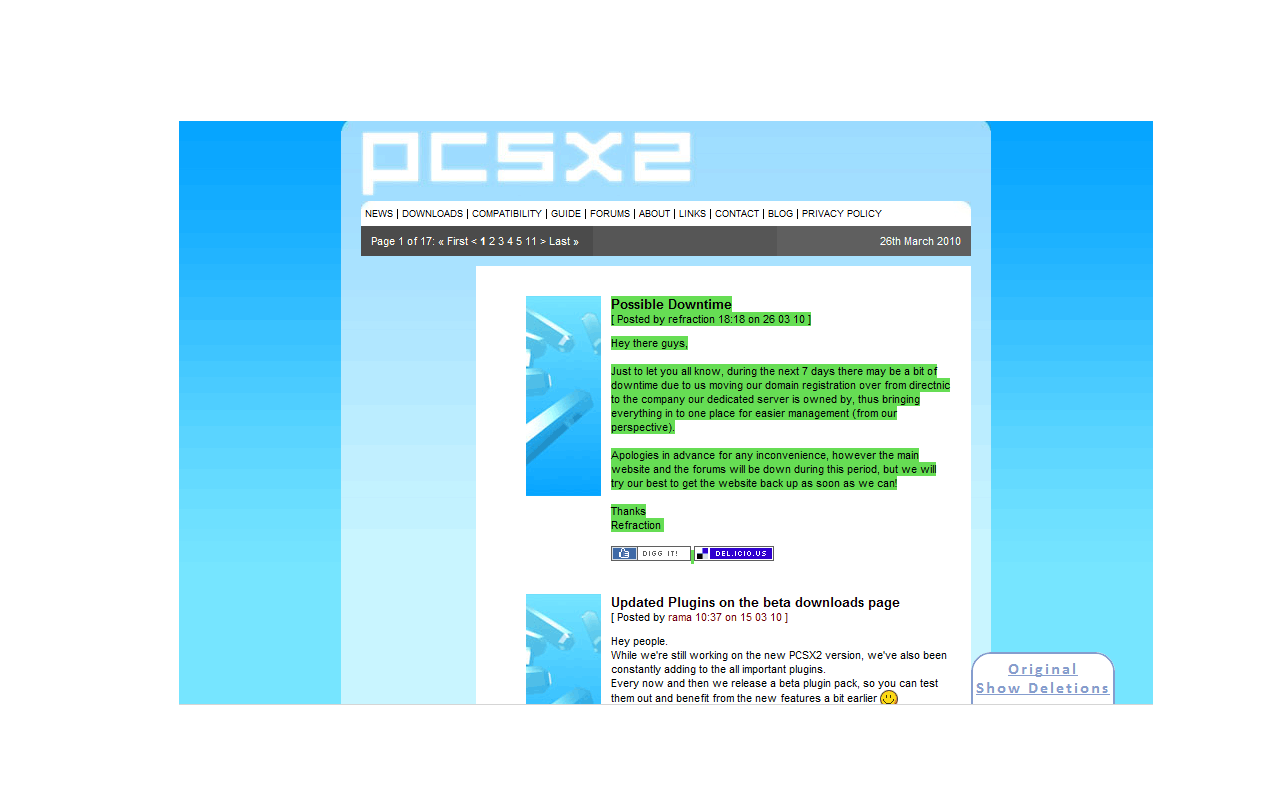 PCSX2
NEWS | DOWNLOADS | COMPATIBILITY | GUIDE | FORUMS | ABOUT | LINKS | CONTACT | BLOG | PRIVACY POLICY
Page 1 of 17: « First < 1 2 3 4 5 11 > Last » 26th March 2010
Possible Downtime
[ Posted by refraction 18:18 on 26 03 10 ]
Hey there guys,
Just to let you all know, during the next 7 days there may be a bit of
downtime due to us moving our domain registration over from directnic
to the company our dedicated server is owned by, thus bringing
everything in to one place for easier management (from our
perspective).
Apologies in advance for any inconvenience, however the main
website and the forums will be down during this period, but we will
try our best to get the website back up as soon as we can!
Thanks
Refraction
DIGG IT! DEL.ICIO.US
Updated Plugins on the beta downloads page
[ Posted by rama 10:37 on 15 03 10 ]
Hey people.
While we're still working on the new PCSX2 version, we've also been
constantly adding to the all important plugins.
Every now and then we release a beta plugin pack, so you can test
them out and benefit from the new features a bit earlier
Original
Show Deletions